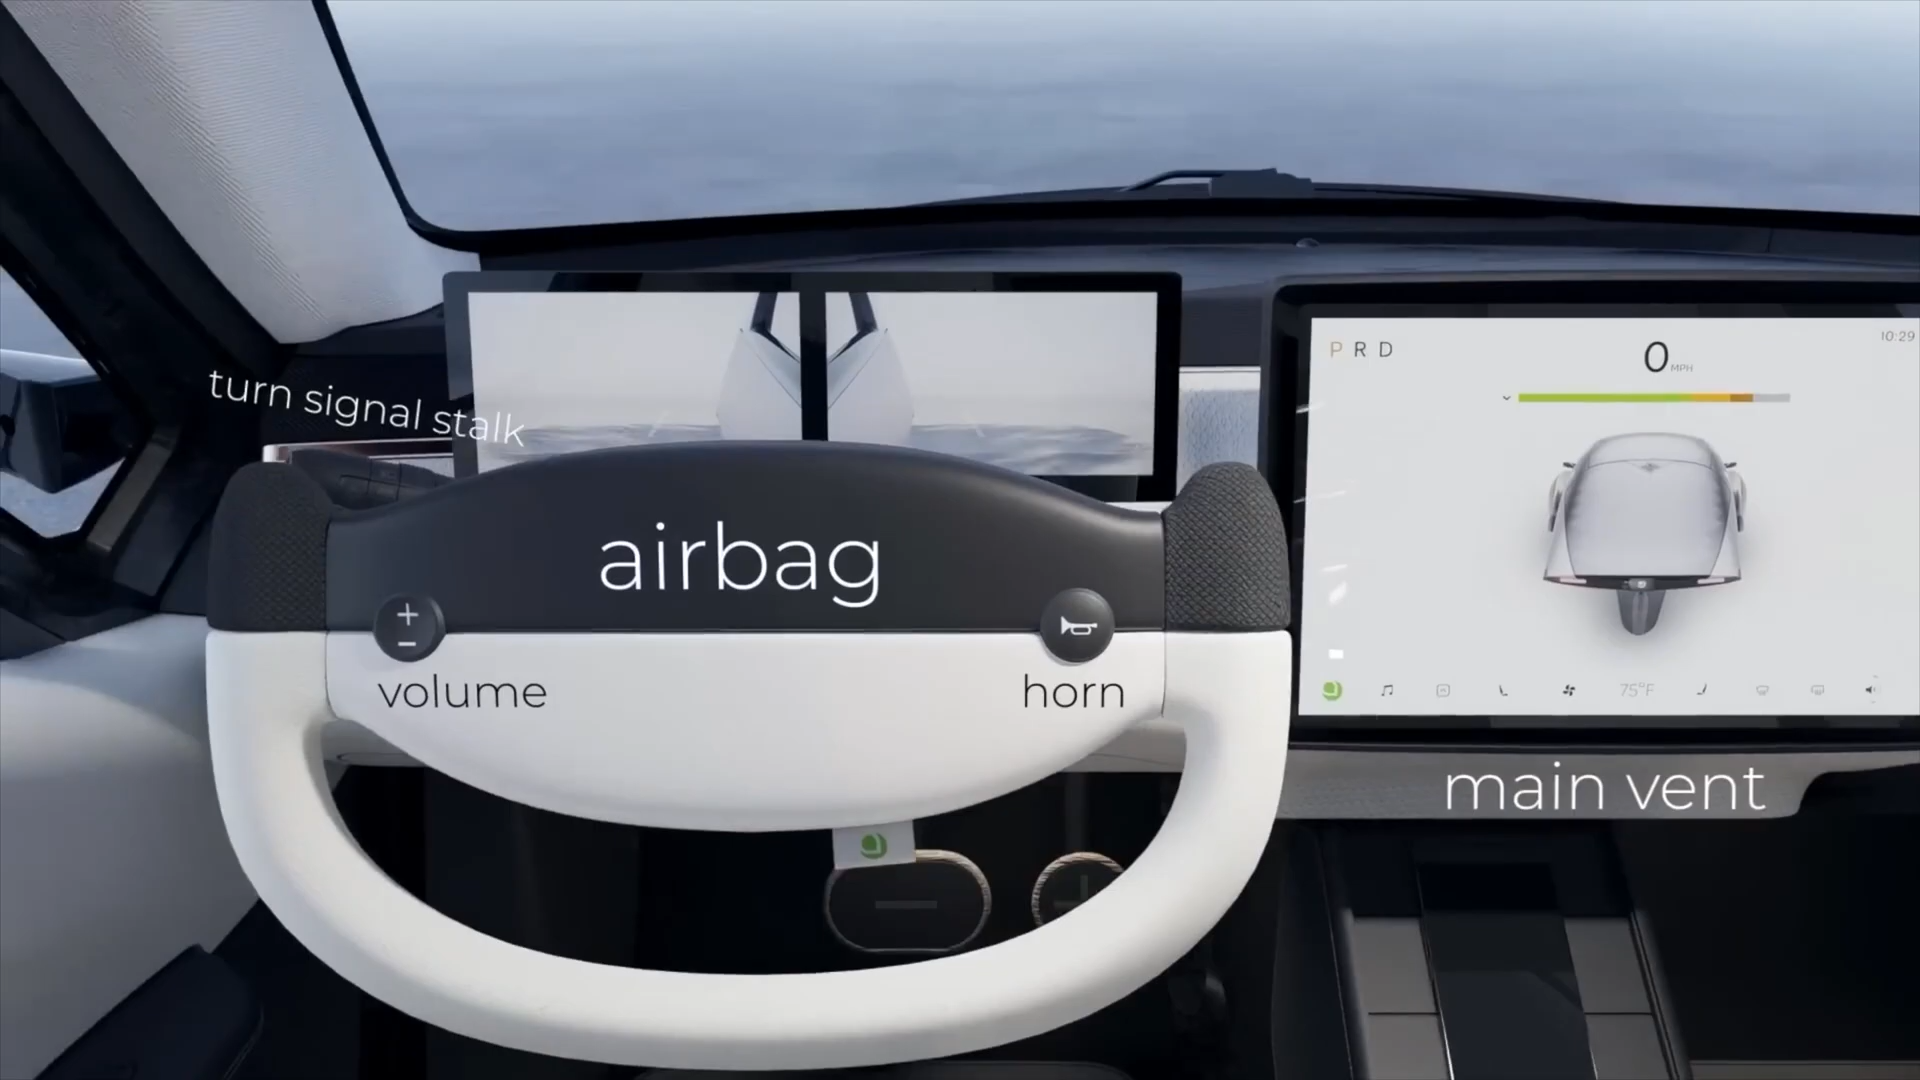 turn signal stalk
airbag
+
−
volume
horn
P R D
0 MPH
10:29
75°F
main vent